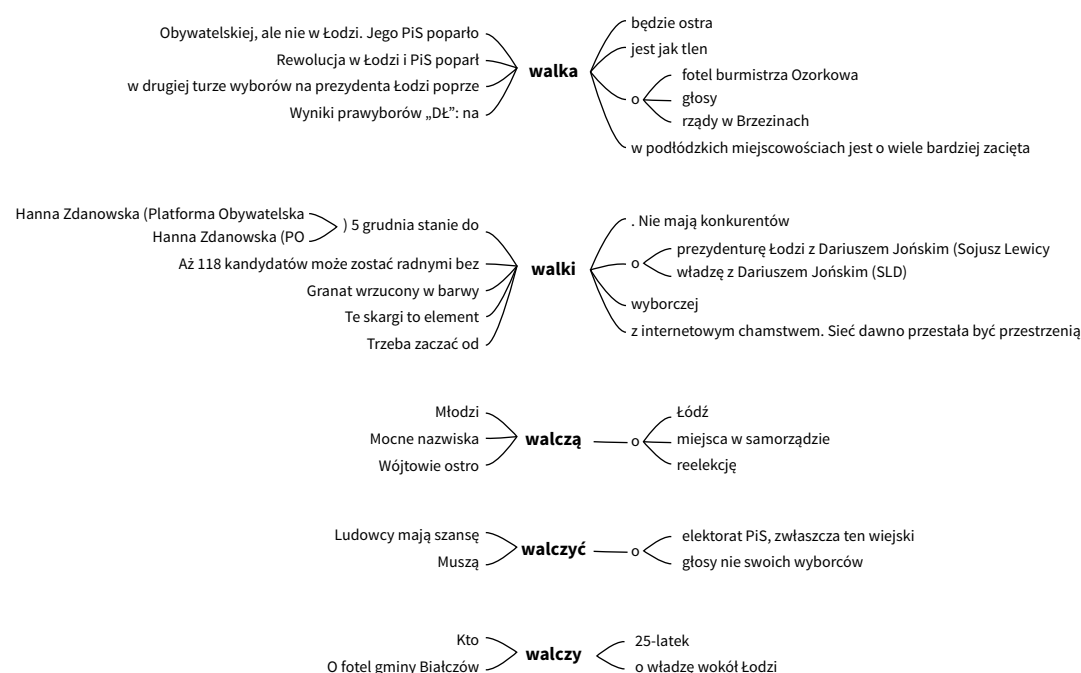 Obywatelskiej, ale nie w Łodzi. Jego PiS poparło
Rewolucja w Łodzi i PiS poparł
w drugiej turze wyborów na prezydenta Łodzi poprze
Wyniki prawyborów „DŁ”: na
walka
będzie ostra
jest jak tlen
o
fotel burmistrza Ozorkowa
głosy
rządy w Brzezinach
w podłódzkich miejscowościach jest o wiele bardziej zacięta
Hanna Zdanowska (Platforma Obywatelska
Hanna Zdanowska (PO
) 5 grudnia stanie do
Aż 118 kandydatów może zostać radnymi bez
Granat wrzucony w barwy
Te skargi to element
Trzeba zaczać od
walki
. Nie mają konkurentów
o
prezydenturę Łodzi z Dariuszem Jońskim (Sojusz Lewicy
władzę z Dariuszem Jońskim (SLD)
wyborczej
z internetowym chamstwem. Sieć dawno przestała być przestrzenią
Młodzi
Mocne nazwiska
Wójtowie ostro
walczą
o
Łódź
miejsca w samorządzie
reelekcję
Ludowcy mają szansę
Muszą
walczyć
o
elektorat PiS, zwłaszcza ten wiejski
głosy nie swoich wyborców
Kto
O fotel gminy Białczów
walczy
25-latek
o władzę wokół Łodzi